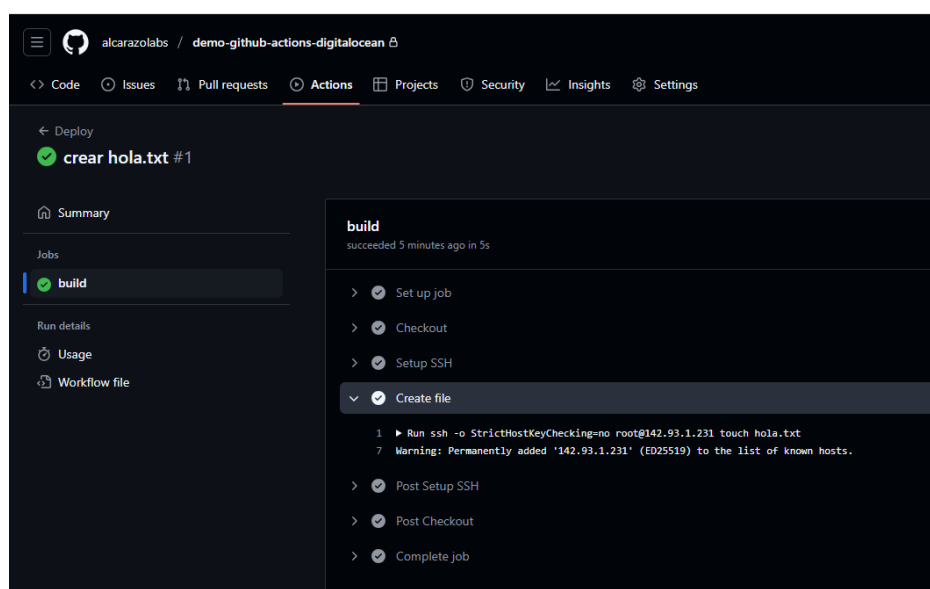 alcarazolabs / demo-github-actions-digitalocean
Code Issues Pull requests Actions Projects Security Insights Settings
← Deploy
crear hola.txt #1
Summary
Jobs
build
Run details
Usage
Workflow file
build
succeeded 5 minutes ago in 5s
Set up job
Checkout
Setup SSH
Create file
1 ▶ Run ssh -o StrictHostKeyChecking=no root@142.93.1.231 touch hola.txt
7 Warning: Permanently added '142.93.1.231' (ED25519) to the list of known hosts.
Post Setup SSH
Post Checkout
Complete job